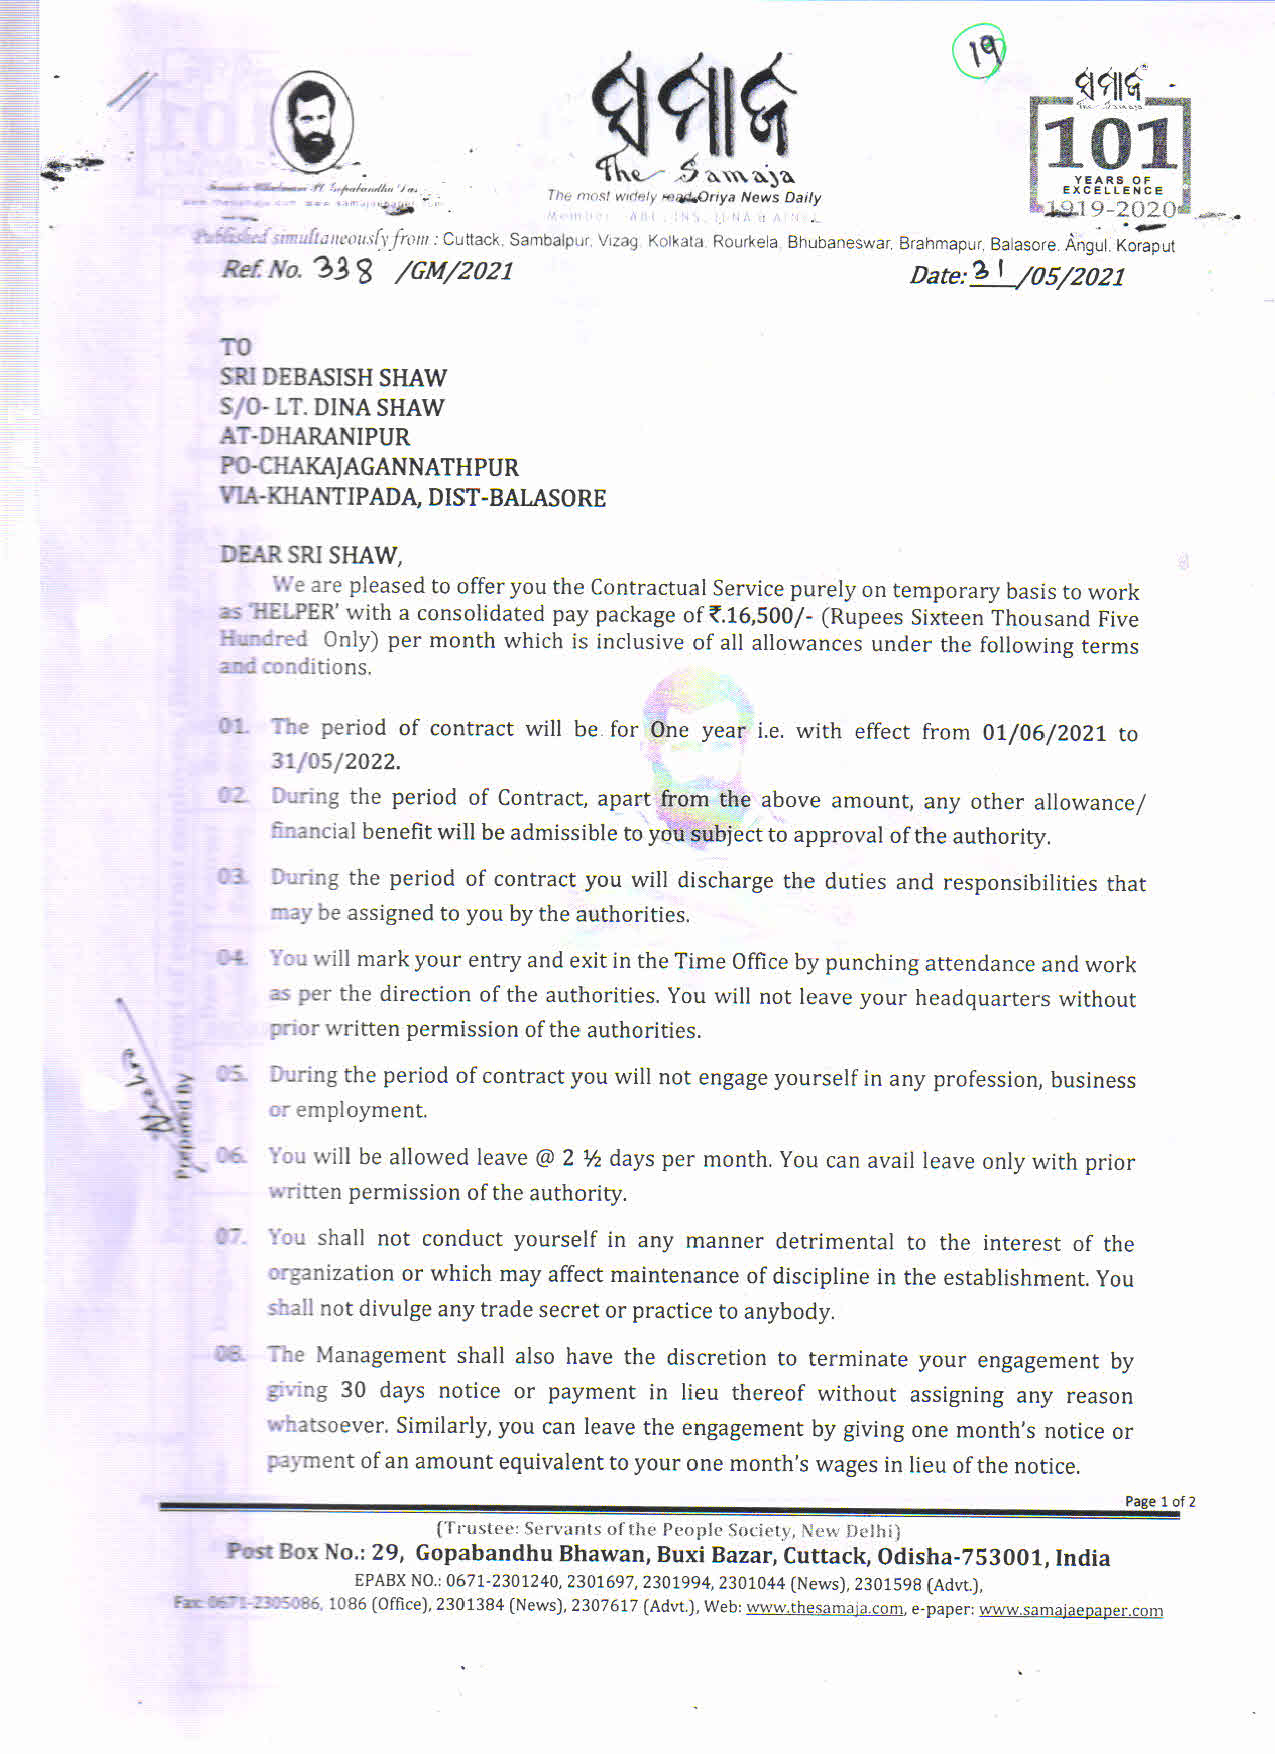 19
ସମାଜ
The Samaja
The most widely read Oriya News Daily
ସମାଜ
The Samaja
101
YEARS OF
EXCELLENCE
1919-2020
Published simultaneously from : Cuttack, Sambalpur, Vizag, Kolkata, Rourkela, Bhubaneswar, Brahmapur, Balasore, Angul, Koraput
Ref. No. 338 /GM/2021
Date: 31/05/2021
TO
SRI DEBASISH SHAW
S/O- LT. DINA SHAW
AT-DHARANIPUR
PO-CHAKAJAGANNATHPUR
VIA-KHANTIPADA, DIST-BALASORE
DEAR SRI SHAW,
We are pleased to offer you the Contractual Service purely on temporary basis to work
as 'HELPER' with a consolidated pay package of ₹.16,500/- (Rupees Sixteen Thousand Five
Hundred Only) per month which is inclusive of all allowances under the following terms
and conditions.
01. The period of contract will be for One year i.e. with effect from 01/06/2021 to
31/05/2022.
02. During the period of Contract, apart from the above amount, any other allowance/
financial benefit will be admissible to you subject to approval of the authority.
03. During the period of contract you will discharge the duties and responsibilities that
may be assigned to you by the authorities.
04. You will mark your entry and exit in the Time Office by punching attendance and work
as per the direction of the authorities. You will not leave your headquarters without
prior written permission of the authorities.
Prepared by
05. During the period of contract you will not engage yourself in any profession, business
or employment.
06. You will be allowed leave @ 2 ½ days per month. You can avail leave only with prior
written permission of the authority.
07. You shall not conduct yourself in any manner detrimental to the interest of the
organization or which may affect maintenance of discipline in the establishment. You
shall not divulge any trade secret or practice to anybody.
08. The Management shall also have the discretion to terminate your engagement by
giving 30 days notice or payment in lieu thereof without assigning any reason
whatsoever. Similarly, you can leave the engagement by giving one month's notice or
payment of an amount equivalent to your one month's wages in lieu of the notice.
Page 1 of 2
(Trustee: Servants of the People Society, New Delhi)
Post Box No.: 29, Gopabandhu Bhawan, Buxi Bazar, Cuttack, Odisha-753001, India
EPABX NO.: 0671-2301240, 2301697, 2301994, 2301044 (News), 2301598 (Advt.),
Fax: 0671-2305086, 1086 (Office), 2301384 (News), 2307617 (Advt.), Web: www.thesamaja.com, e-paper: www.samajaepaper.com